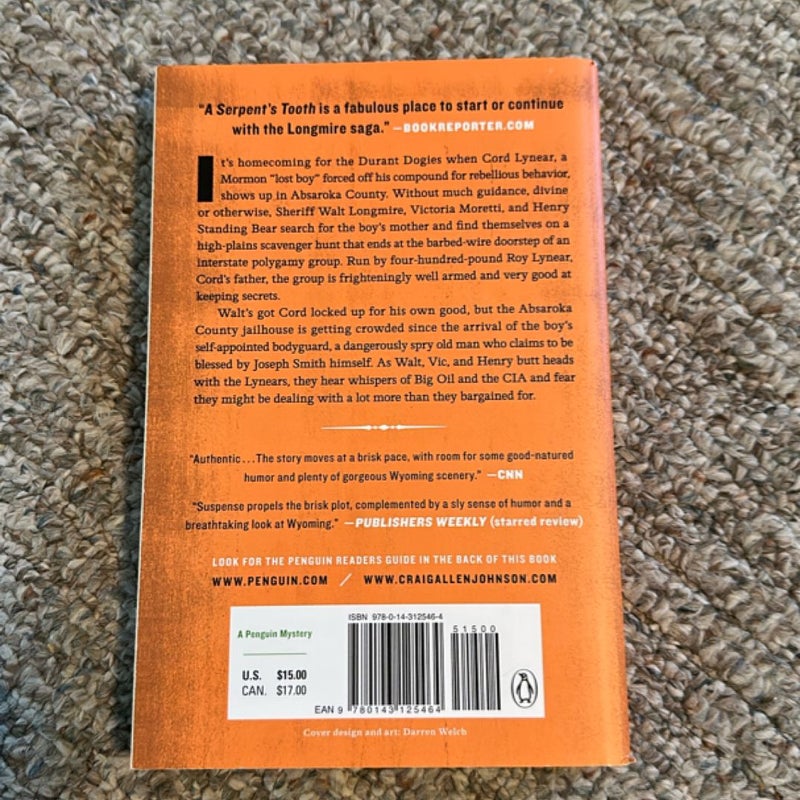 "A Serpent's Tooth is a fabulous place to start or continue
with the Longmire saga." —BOOKREPORTER.COM
It's homecoming for the Durant Dogies when Cord Lynear, a
Mormon "lost boy" forced off his compound for rebellious behavior,
shows up in Absaroka County. Without much guidance, divine
or otherwise, Sheriff Walt Longmire, Victoria Moretti, and Henry
Standing Bear search for the boy's mother and find themselves on a
high-plains scavenger hunt that ends at the barbed-wire doorstep of an
interstate polygamy group. Run by four-hundred-pound Roy Lynear,
Cord's father, the group is frighteningly well armed and very good at
keeping secrets.
Walt's got Cord locked up for his own good, but the Absaroka
County jailhouse is getting crowded since the arrival of the boy's
self-appointed bodyguard, a dangerously spry old man who claims to be
blessed by Joseph Smith himself. As Walt, Vic, and Henry butt heads
with the Lynears, they hear whispers of Big Oil and the CIA and fear
they might be dealing with a lot more than they bargained for.
"Authentic...The story moves at a brisk pace, with room for some good-natured
humor and plenty of gorgeous Wyoming scenery." —CNN
"Suspense propels the brisk plot, complemented by a sly sense of humor and a
breathtaking look at Wyoming." —PUBLISHERS WEEKLY (starred review)
LOOK FOR THE PENGUIN READERS GUIDE IN THE BACK OF THIS BOOK
WWW.PENGUIN.COM / WWW.CRAIGALLENJOHNSON.COM
A Penguin Mystery
U.S. $15.00
CAN. $17.00
ISBN 978-0-14-312546-4
51500
EAN 9 780143 125464
Cover design and art: Darren Welch